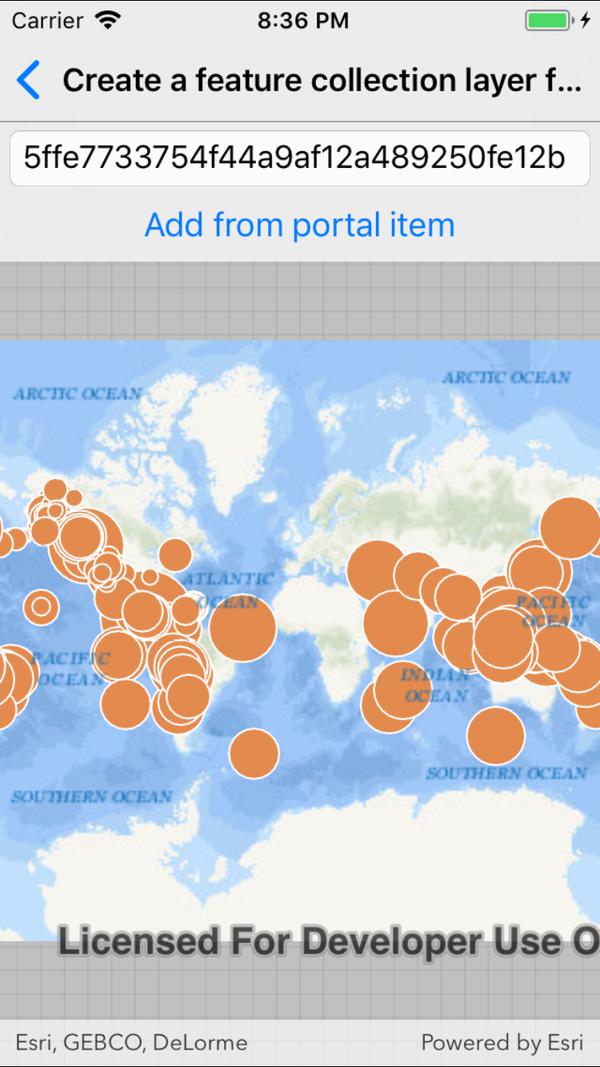 Carrier 8:36 PM
Create a feature collection layer f...
5ffe7733754f44a9af12a489250fe12b
Add from portal item
ARCTIC OCEAN
ARCTIC OCEAN
ATLANTIC
OCEAN
PACIFIC
OCEAN
PACIFIC
OCEAN
INDIAN
OCEAN
SOUTHERN OCEAN
SOUTHERN OCEAN
Licensed For Developer Use O
Esri, GEBCO, DeLorme Powered by Esri